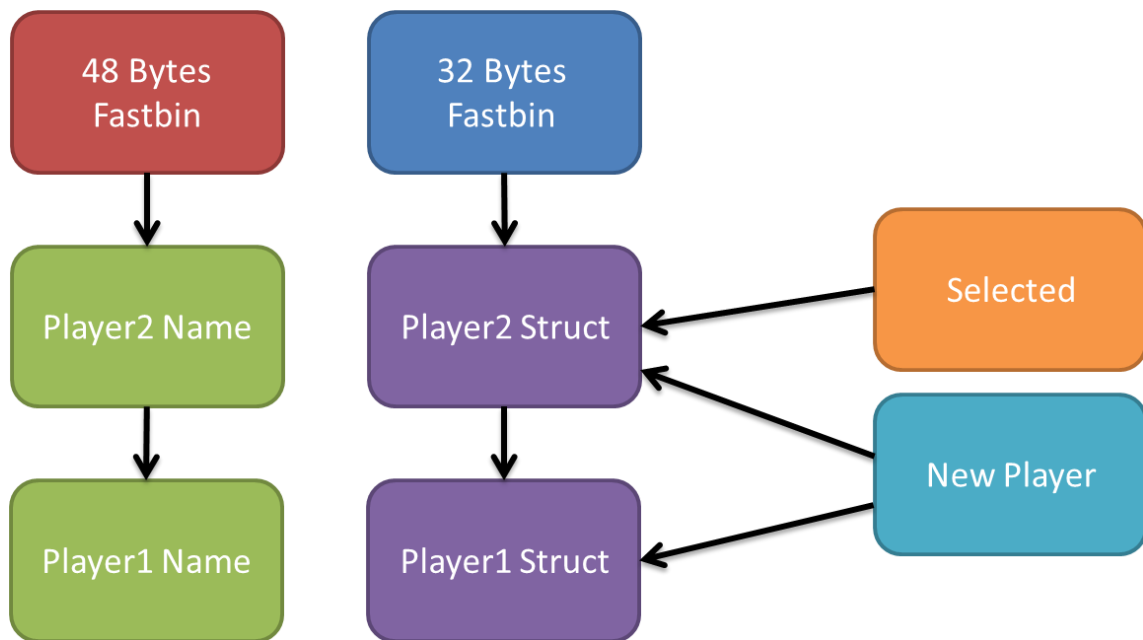 48 Bytes
Fastbin
32 Bytes
Fastbin
Selected
Player2 Name
Player2 Struct
New Player
Player1 Name
Player1 Struct